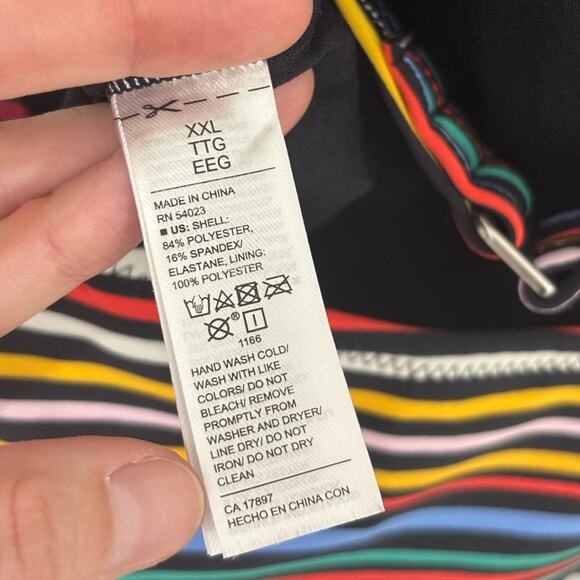 XXL
TTG
EEG
MADE IN CHINA
RN 54023
■ US: SHELL:
84% POLYESTER,
16% SPANDEX/
ELASTANE, LINING:
100% POLYESTER
®
1166
HAND WASH COLD/
WASH WITH LIKE
COLORS/ DO NOT
BLEACH/ REMOVE
PROMPTLY FROM
WASHER AND DRYER/
LINE DRY/ DO NOT
IRON/ DO NOT DRY
CLEAN
CA 17897
HECHO EN CHINA CON